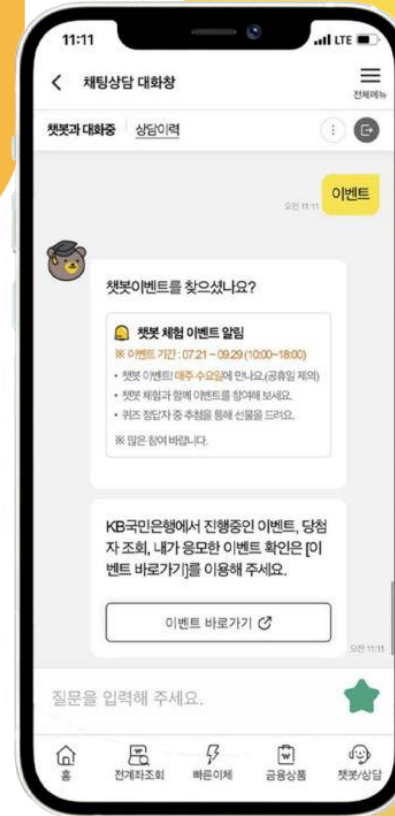 11:11
LTE
채팅상담 대화창
전체메뉴
챗봇과 대화중 상담이력
이벤트
오전 11:11
챗봇이벤트를 찾으셨나요?
챗봇 체험 이벤트 알림
※ 이벤트 기간 : 07.21 ~ 09.29 (10:00~18:00)
• 챗봇 이벤트! 매주 수요일에 만나요.(공휴일 제외)
• 챗봇 체험과 함께 이벤트를 참여해 보세요.
• 퀴즈 정답자 중 추첨을 통해 선물을 드려요.
※ 많은 참여 바랍니다.
KB국민은행에서 진행중인 이벤트, 당첨
자 조회, 내가 응모한 이벤트 확인은 [이
벤트 바로가기]를 이용해 주세요.
이벤트 바로가기
오전 11:11
질문을 입력해 주세요.
홈 전계좌조회 빠른이체 금융상품 챗봇/상담